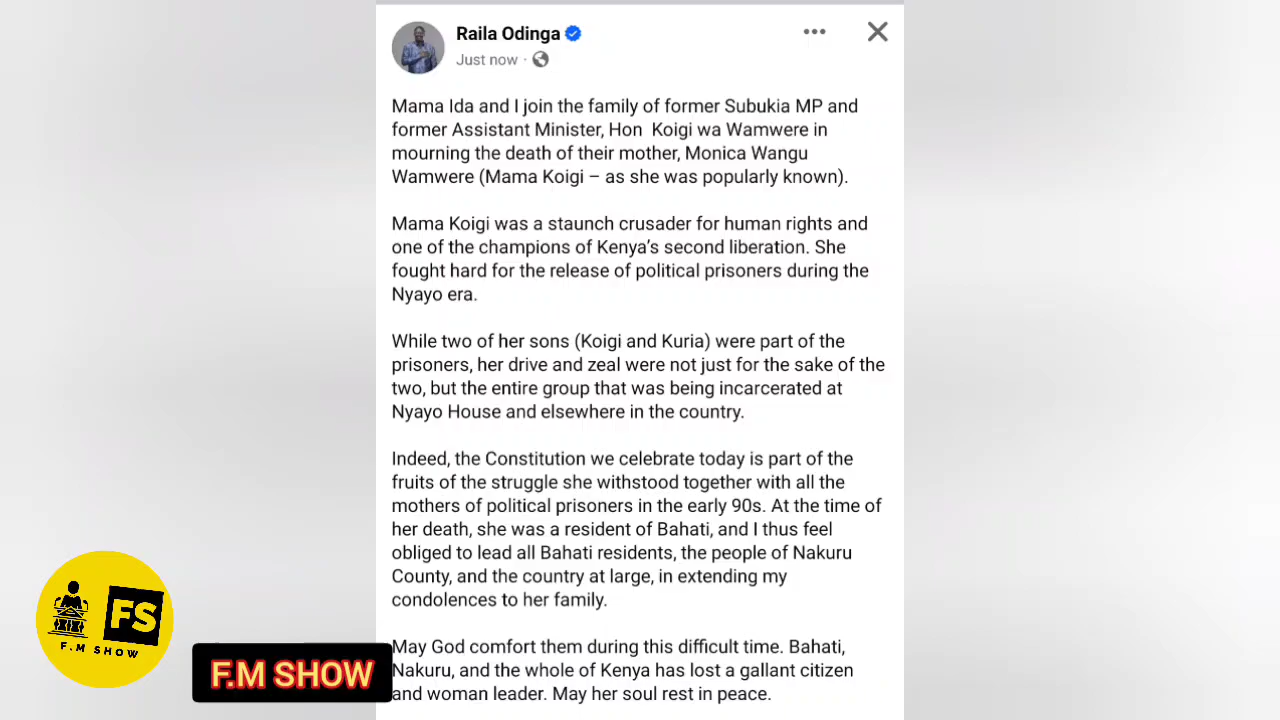 Raila Odinga
Just now ·
Mama Ida and I join the family of former Subukia MP and
former Assistant Minister, Hon  Koigi wa Wamwere in
mourning the death of their mother, Monica Wangu
Wamwere (Mama Koigi – as she was popularly known).
Mama Koigi was a staunch crusader for human rights and
one of the champions of Kenya's second liberation. She
fought hard for the release of political prisoners during the
Nyayo era.
While two of her sons (Koigi and Kuria) were part of the
prisoners, her drive and zeal were not just for the sake of the
two, but the entire group that was being incarcerated at
Nyayo House and elsewhere in the country.
Indeed, the Constitution we celebrate today is part of the
fruits of the struggle she withstood together with all the
mothers of political prisoners in the early 90s. At the time of
her death, she was a resident of Bahati, and I thus feel
obliged to lead all Bahati residents, the people of Nakuru
County, and the country at large, in extending my
condolences to her family.
May God comfort them during this difficult time. Bahati,
Nakuru, and the whole of Kenya has lost a gallant citizen
and woman leader. May her soul rest in peace.
FS
F.M SHOW
F.M SHOW